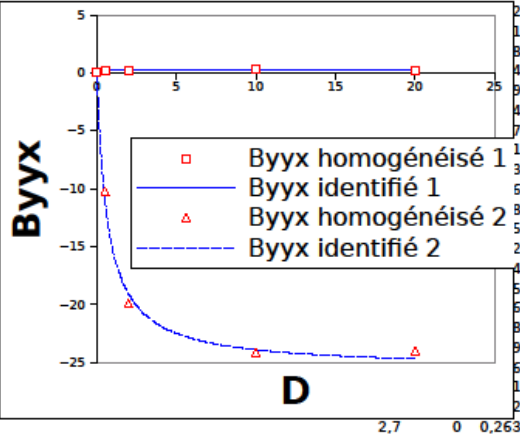 5
0
0
5
10
15
20
25
−5
−10
−15
−20
−25
Byyx
Byyx homogénéisé 1
Byyx identifié 1
Byyx homogénéisé 2
Byyx identifié 2
D
2,7 0 0,263